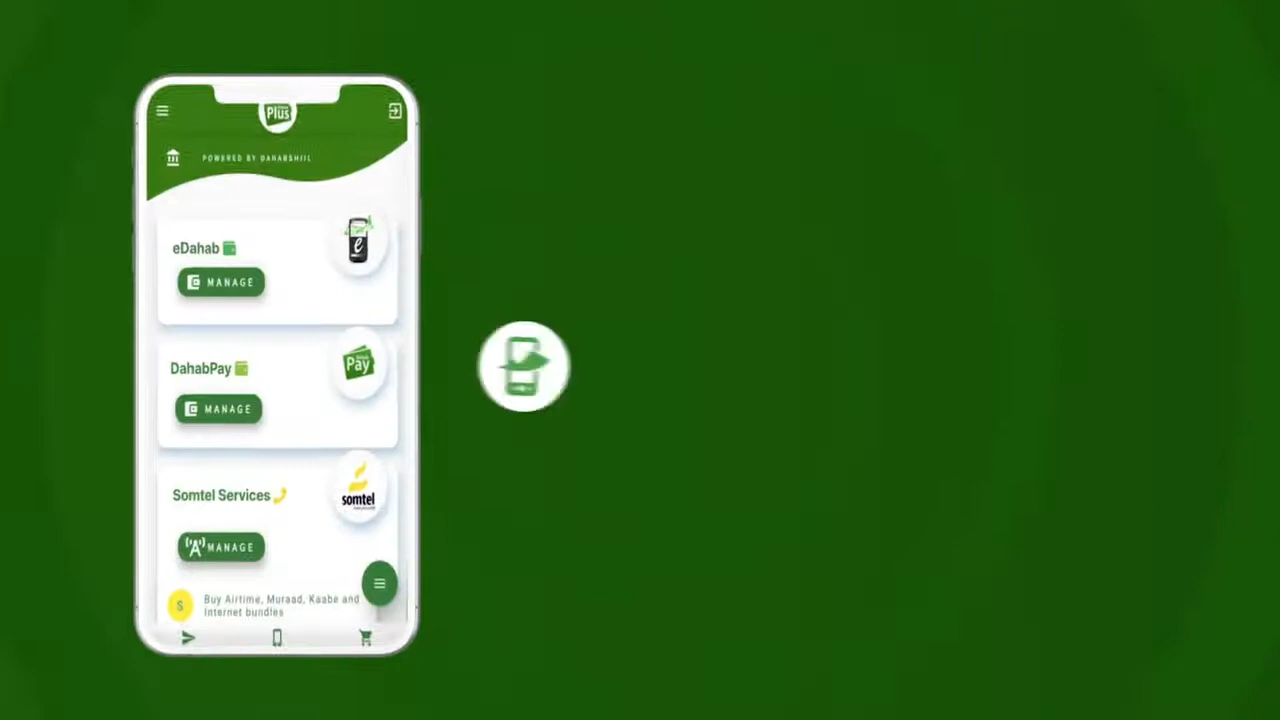 Plus
POWERED BY DAHABSHIIL
eDahab
e
MANAGE
DahabPay
Pay
MANAGE
Somtel Services
somtel
MANAGE
$
Buy Airtime, Muraad, Kaabe and
Internet bundles